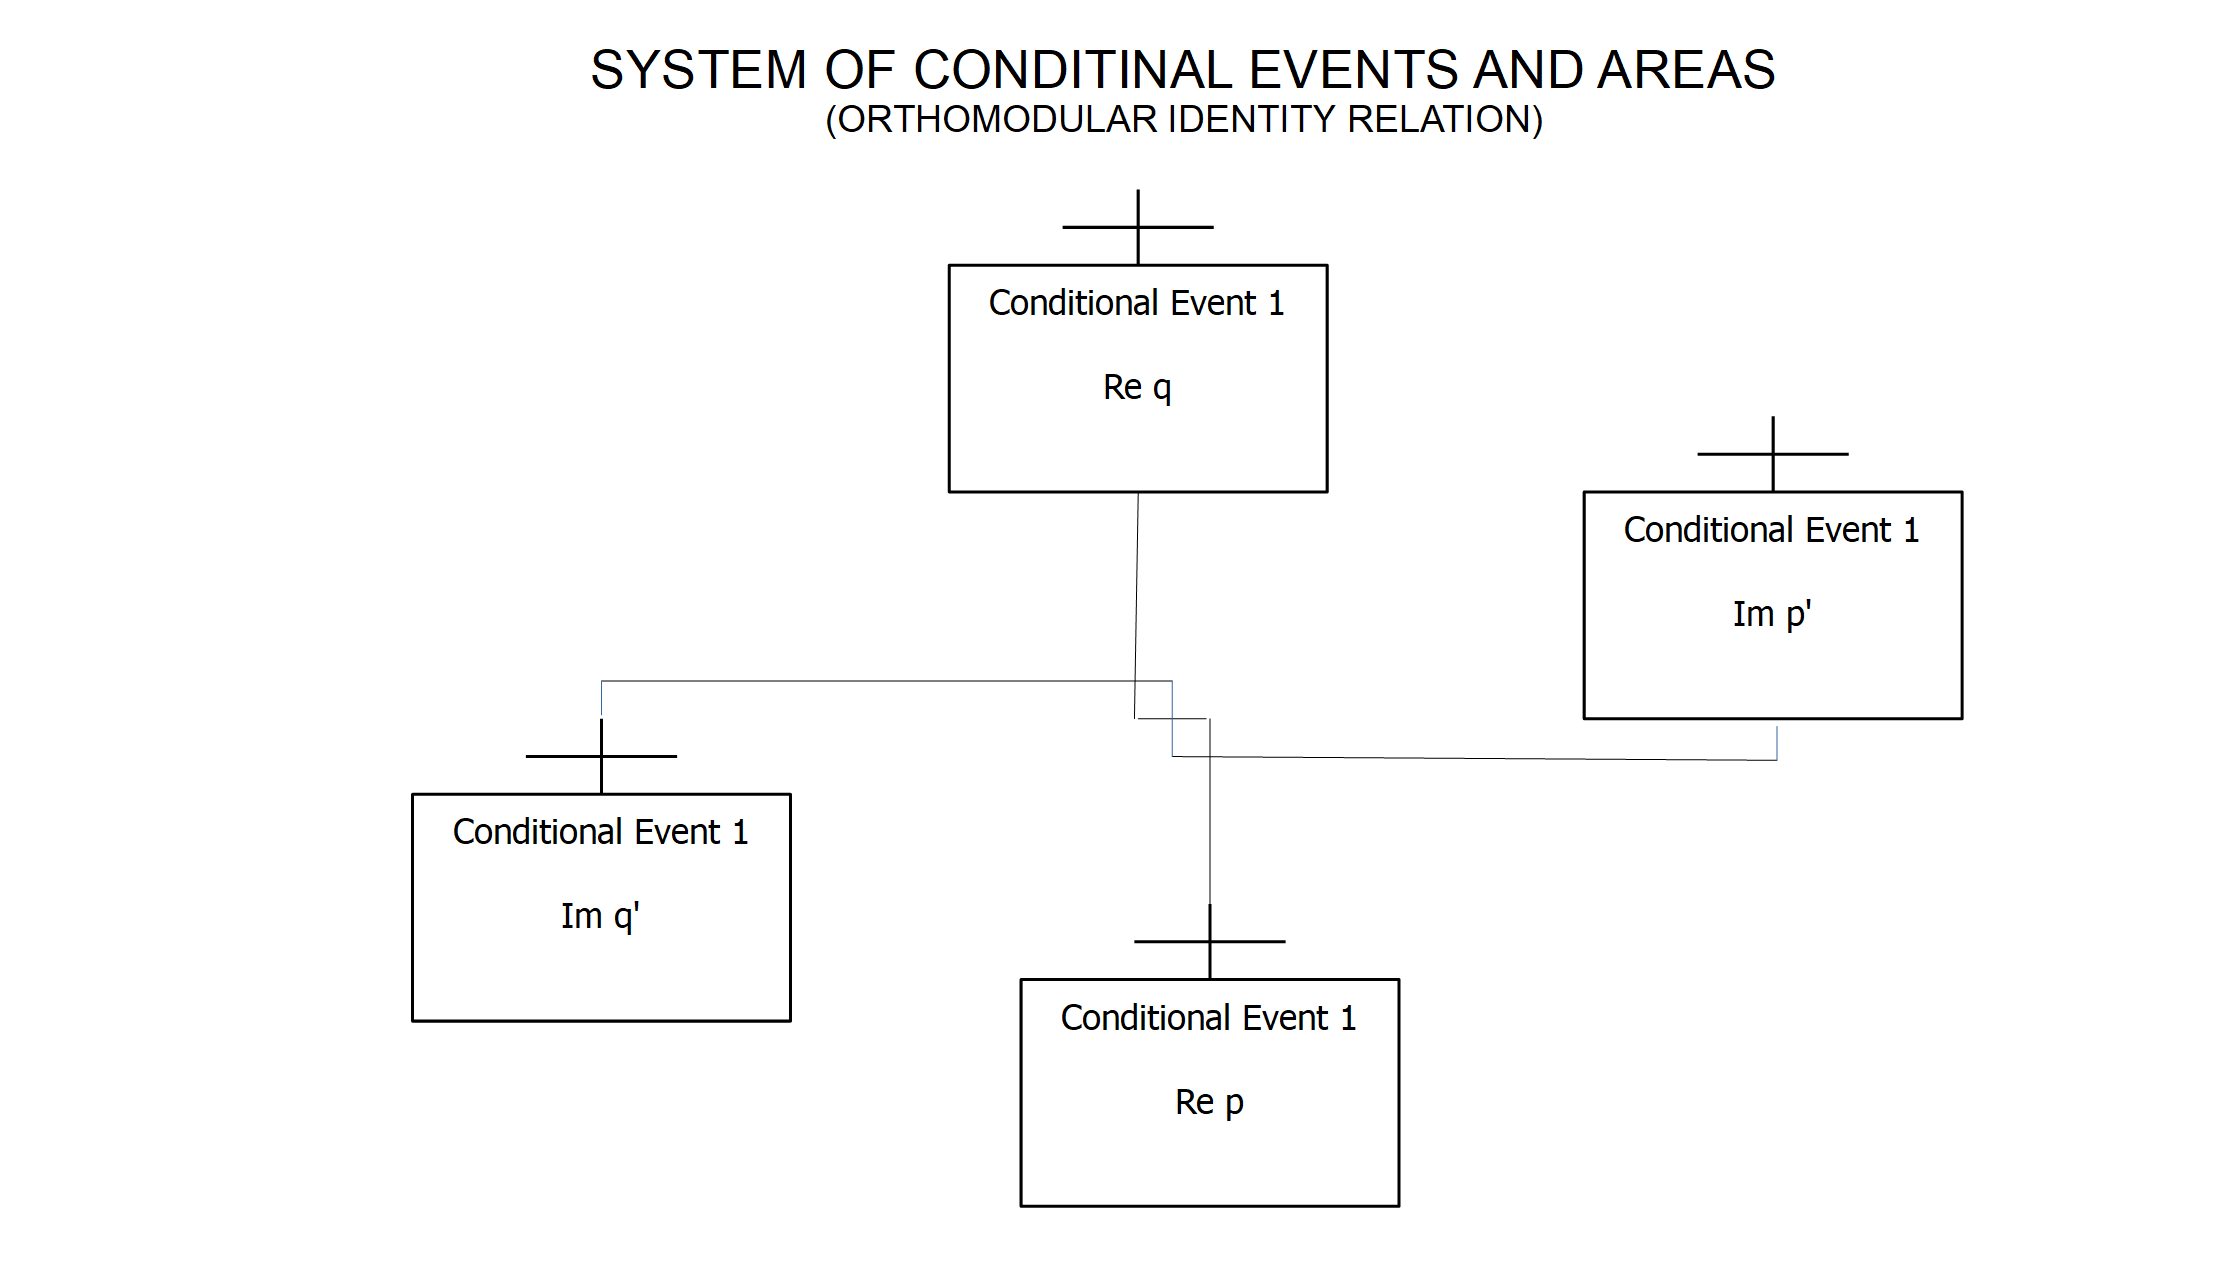 SYSTEM OF CONDITINAL EVENTS AND AREAS
(ORTHOMODULAR IDENTITY RELATION)
Conditional Event 1
Re q
Conditional Event 1
Im p'
Conditional Event 1
Im q'
Conditional Event 1
Re p